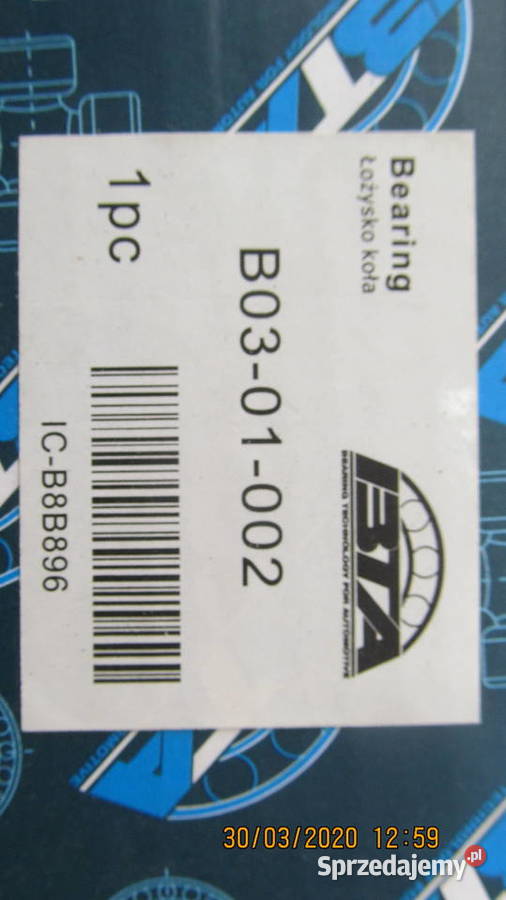 Bearing
Łożysko koła
BTA
BEARING TECHNOLOGY FOR AUTOMOTIVE
B03-01-002
1pc
IC-B8B896
30/03/2020 12:59
Sprzedajemy.pl